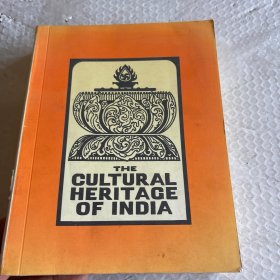 THE
CULTURAL
HERITAGE
OF INDIA